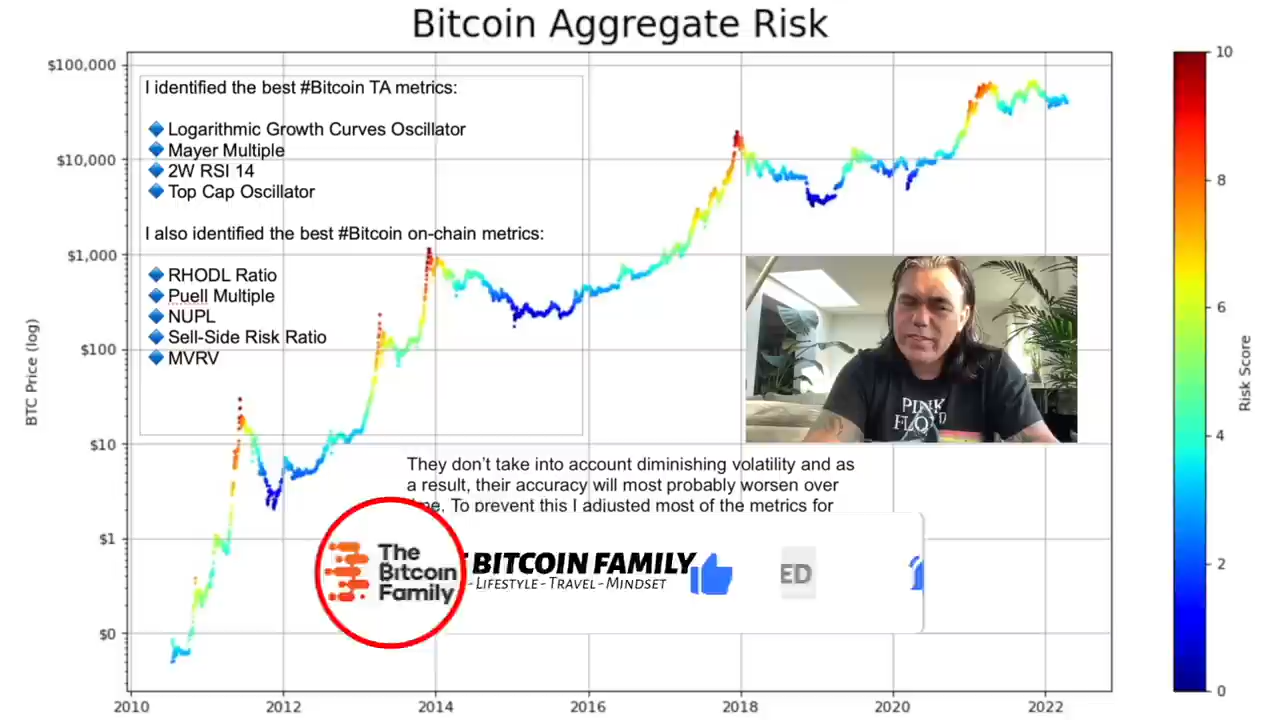 Bitcoin Aggregate Risk
I identified the best #Bitcoin TA metrics:
Logarithmic Growth Curves Oscillator
Mayer Multiple
2W RSI 14
Top Cap Oscillator
I also identified the best #Bitcoin on-chain metrics:
RHODL Ratio
Puell Multiple
NUPL
Sell-Side Risk Ratio
MVRV
They don't take into account diminishing volatility and as
a result, their accuracy will most probably worsen over
To prevent this I adjusted most of the metrics for
The
Bitcoin
Family
BITCOIN FAMILY
- LIFESTYLE - TRAVEL - MINDSET
ED
PINK
FLOYD
BTC Price (log)
$100,000
$10,000
$1,000
$100
$10
$1
$0
2010
2012
2014
2016
2018
2020
2022
10
8
6
4
2
0
Risk Score